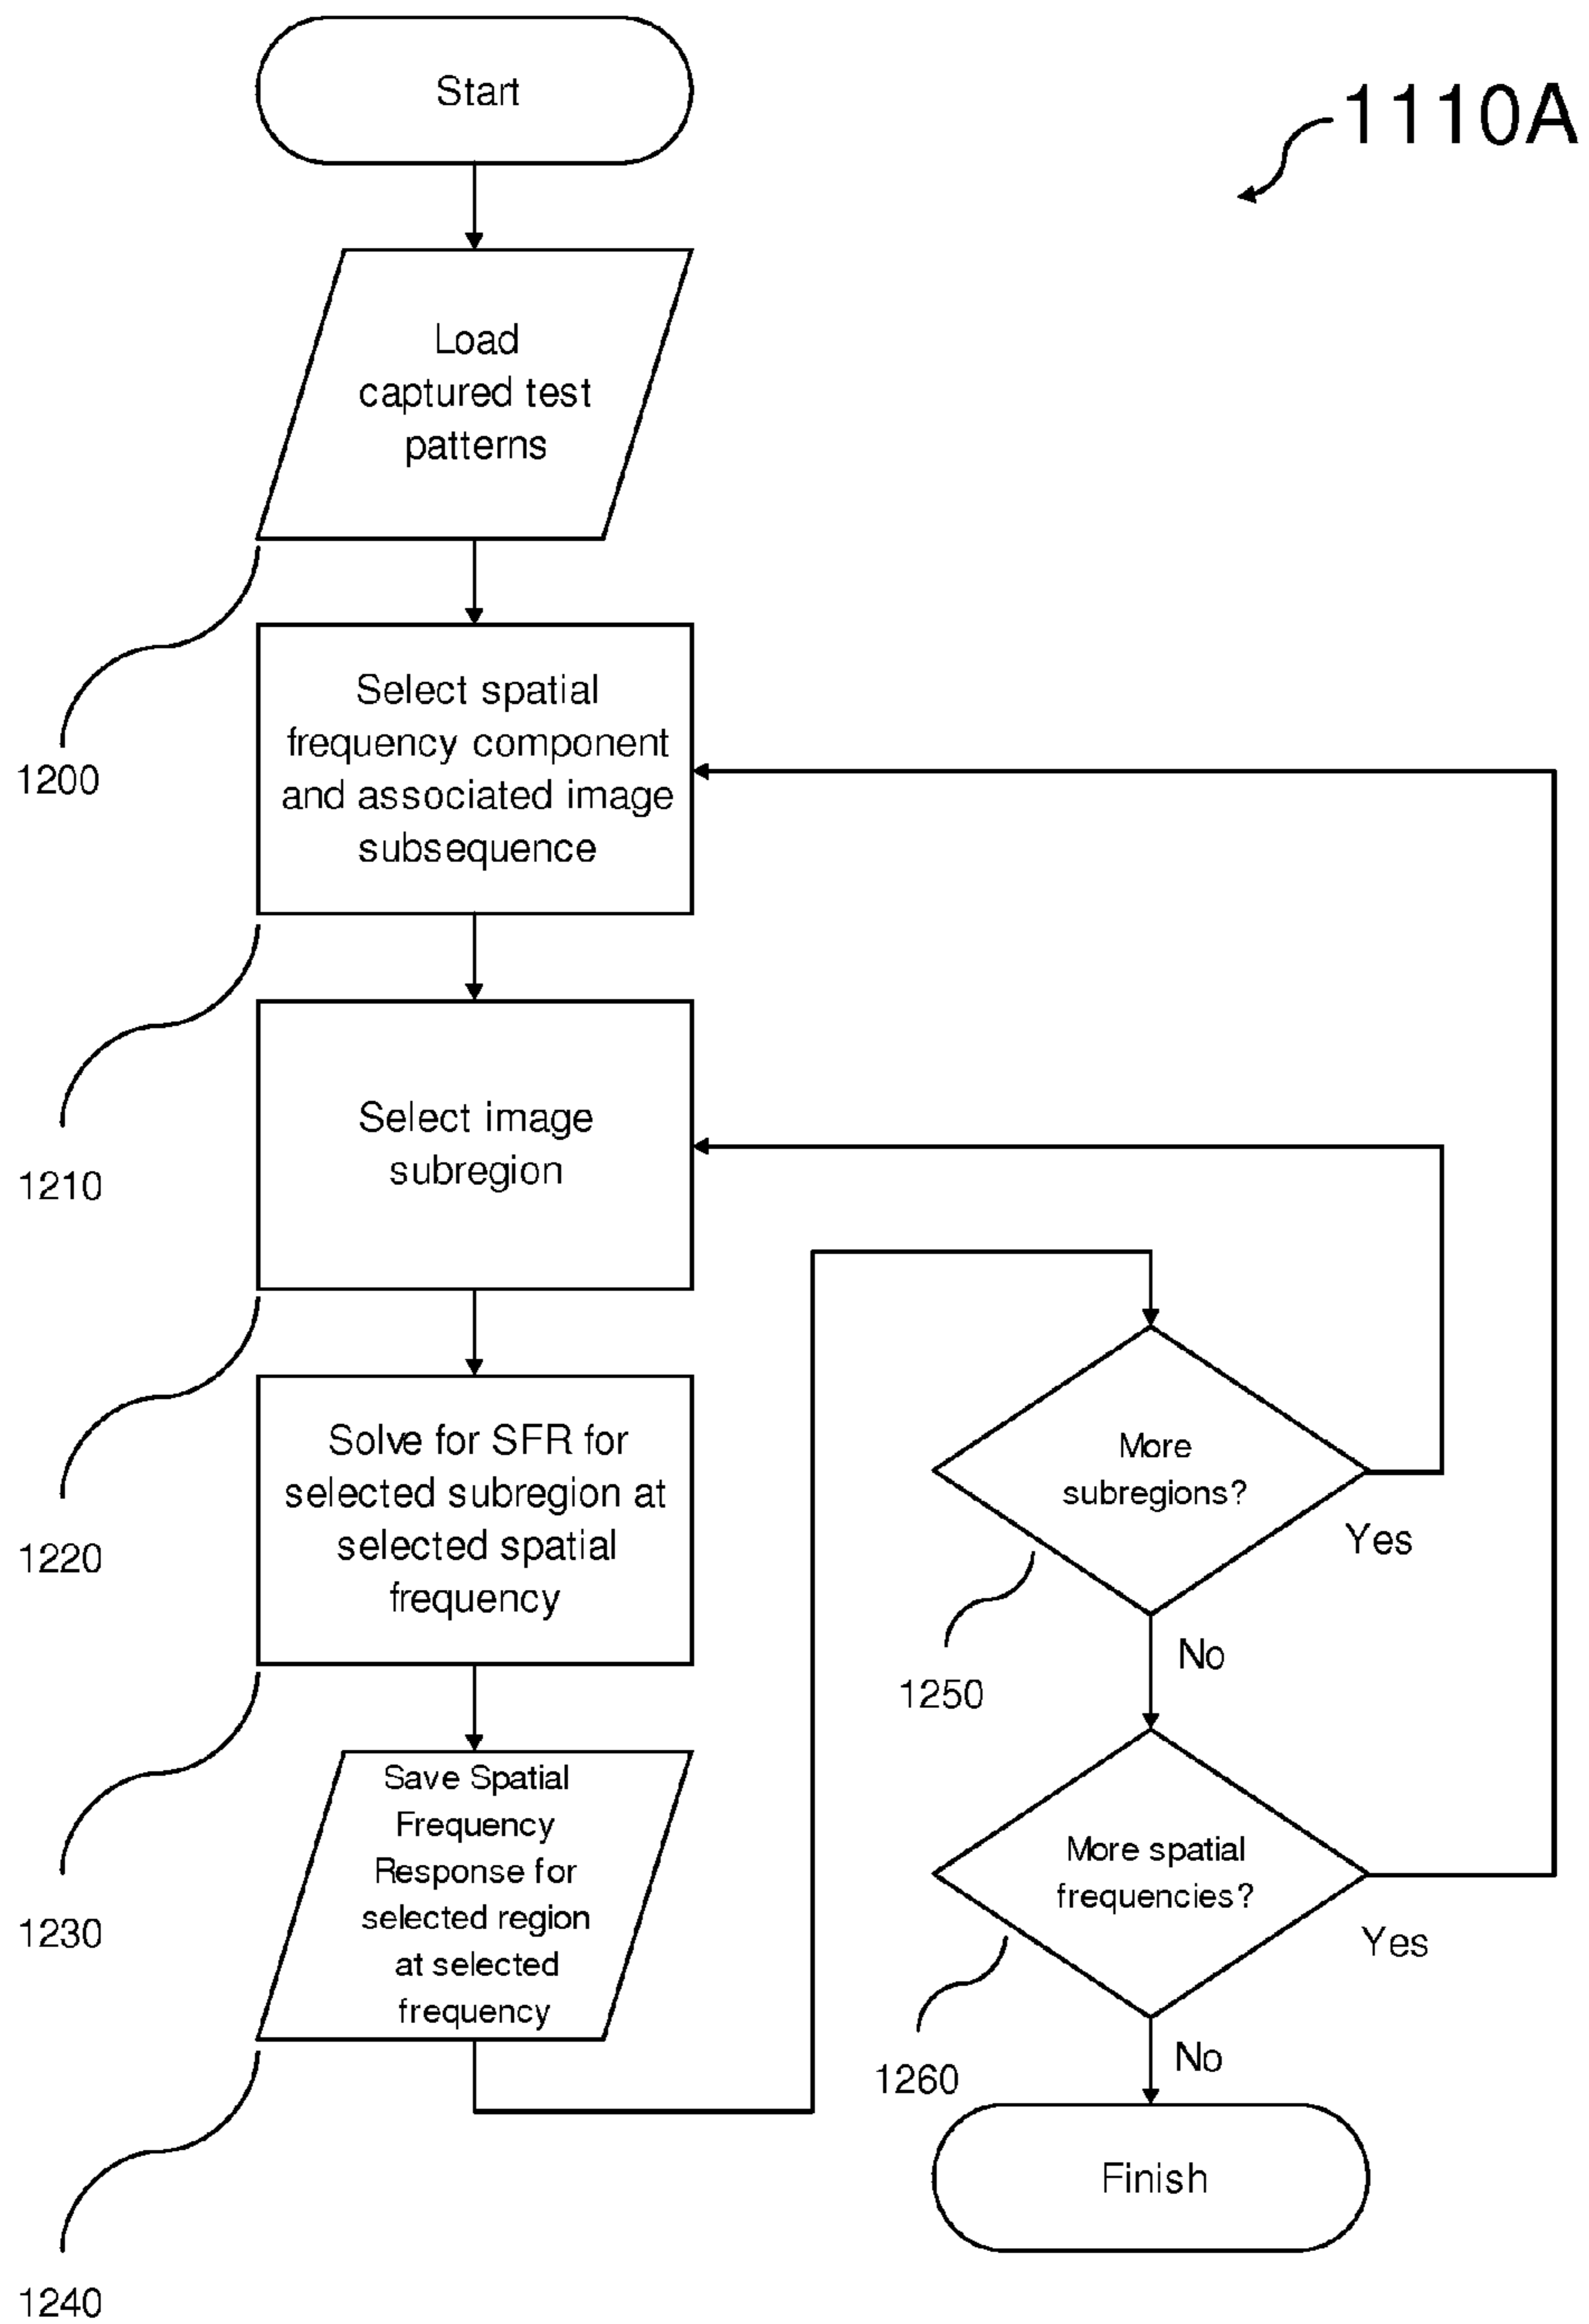 Start
1110A
Load
captured test
patterns
1200
Select spatial
frequency component
and associated image
subsequence
1210
Select image
subregion
1220
Solve for SFR for
selected subregion at
selected spatial
frequency
1230
Save Spatial
Frequency
Response for
selected region
at selected
frequency
1240
More
subregions?
Yes
No
1250
More spatial
frequencies?
Yes
No
1260
Finish